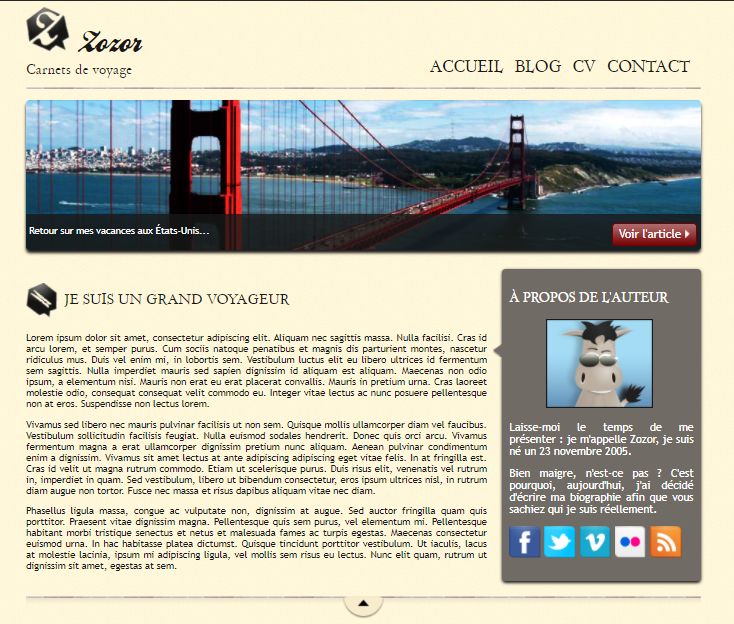 Zozor
Carnets de voyage
ACCUEIL BLOG CV CONTACT
Retour sur mes vacances aux États-Unis...
Voir l'article
JE SUIS UN GRAND VOYAGEUR
Lorem ipsum dolor sit amet, consectetur adipiscing elit. Aliquam nec sagittis massa. Nulla facilisi. Cras id
arcu lorem, et semper purus. Cum sociis natoque penatibus et magnis dis parturient montes, nascetur
ridiculus mus. Duis vel enim mi, in lobortis sem. Vestibulum luctus elit eu libero ultrices id fermentum
sem sagittis. Nulla imperdiet mauris sed sapien dignissim id aliquam est aliquam. Maecenas non odio
ipsum, a elementum nisi. Mauris non erat eu erat placerat convallis. Mauris in pretium urna. Cras laoreet
molestie odio, consequat consequat velit commodo eu. Integer vitae lectus ac nunc posuere pellentesque
non at eros. Suspendisse non lectus lorem.
Vivamus sed libero nec mauris pulvinar facilisis ut non sem. Quisque mollis ullamcorper diam vel faucibus.
Vestibulum sollicitudin facilisis feugiat. Nulla euismod sodales hendrerit. Donec quis orci arcu. Vivamus
fermentum magna a erat ullamcorper dignissim pretium nunc aliquam. Aenean pulvinar condimentum
enim a dignissim. Vivamus sit amet lectus at ante adipiscing adipiscing eget vitae felis. In at fringilla est.
Cras id velit ut magna rutrum commodo. Etiam ut scelerisque purus. Duis risus elit, venenatis vel rutrum
in, imperdiet in quam. Sed vestibulum, libero ut bibendum consectetur, eros ipsum ultrices nisl, in rutrum
diam augue non tortor. Fusce nec massa et risus dapibus aliquam vitae nec diam.
Phasellus ligula massa, congue ac vulputate non, dignissim at augue. Sed auctor fringilla quam quis
porttitor. Praesent vitae dignissim magna. Pellentesque quis sem purus, vel elementum mi. Pellentesque
habitant morbi tristique senectus et netus et malesuada fames ac turpis egestas. Maecenas consectetur
euismod urna. In hac habitasse platea dictumst. Quisque tincidunt porttitor vestibulum. Ut iaculis, lacus
at molestie lacinia, ipsum mi adipiscing ligula, vel mollis sem risus eu lectus. Nunc elit quam, rutrum ut
dignissim sit amet, egestas at sem.
À PROPOS DE L'AUTEUR
Laisse-moi le temps de me
présenter : je m'appelle Zozor, je suis
né un 23 novembre 2005.
Bien maigre, n'est-ce pas ? C'est
pourquoi, aujourd'hui, j'ai décidé
d'écrire ma biographie afin que vous
sachiez qui je suis réellement.